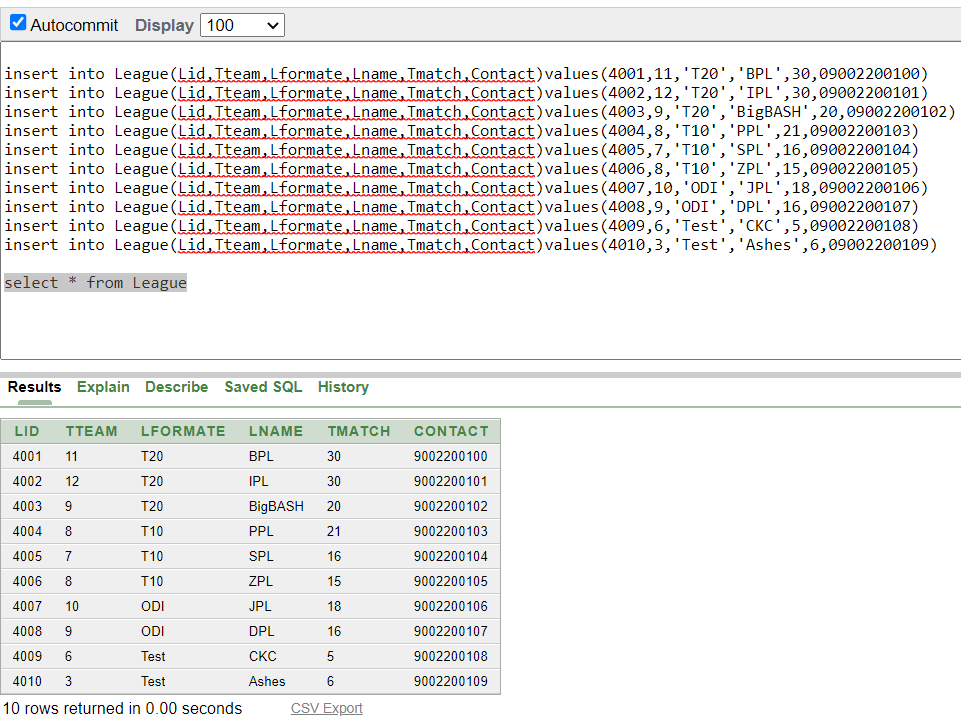 Autocommit Display 100
insert into League(Lid,Tteam,Lformate,Lname,Tmatch,Contact)values(4001,11,'T20','BPL',30,09002200100)
insert into League(Lid,Tteam,Lformate,Lname,Tmatch,Contact)values(4002,12,'T20','IPL',30,09002200101)
insert into League(Lid,Tteam,Lformate,Lname,Tmatch,Contact)values(4003,9,'T20','BigBASH',20,09002200102)
insert into League(Lid,Tteam,Lformate,Lname,Tmatch,Contact)values(4004,8,'T10','PPL',21,09002200103)
insert into League(Lid,Tteam,Lformate,Lname,Tmatch,Contact)values(4005,7,'T10','SPL',16,09002200104)
insert into League(Lid,Tteam,Lformate,Lname,Tmatch,Contact)values(4006,8,'T10','ZPL',15,09002200105)
insert into League(Lid,Tteam,Lformate,Lname,Tmatch,Contact)values(4007,10,'ODI','JPL',18,09002200106)
insert into League(Lid,Tteam,Lformate,Lname,Tmatch,Contact)values(4008,9,'ODI','DPL',16,09002200107)
insert into League(Lid,Tteam,Lformate,Lname,Tmatch,Contact)values(4009,6,'Test','CKC',5,09002200108)
insert into League(Lid,Tteam,Lformate,Lname,Tmatch,Contact)values(4010,3,'Test','Ashes',6,09002200109)
select * from League
Results Explain Describe Saved SQL History
LID TTEAM LFORMATE LNAME TMATCH CONTACT
4001 11 T20 BPL 30 9002200100
4002 12 T20 IPL 30 9002200101
4003 9 T20 BigBASH 20 9002200102
4004 8 T10 PPL 21 9002200103
4005 7 T10 SPL 16 9002200104
4006 8 T10 ZPL 15 9002200105
4007 10 ODI JPL 18 9002200106
4008 9 ODI DPL 16 9002200107
4009 6 Test CKC 5 9002200108
4010 3 Test Ashes 6 9002200109
10 rows returned in 0.00 seconds CSV Export